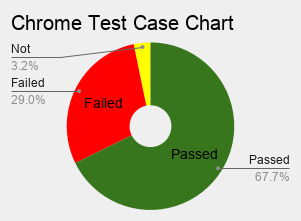 Chrome Test Case Chart
Not
3.2%
Failed
29.0%
Failed
Passed
Passed
67.7%